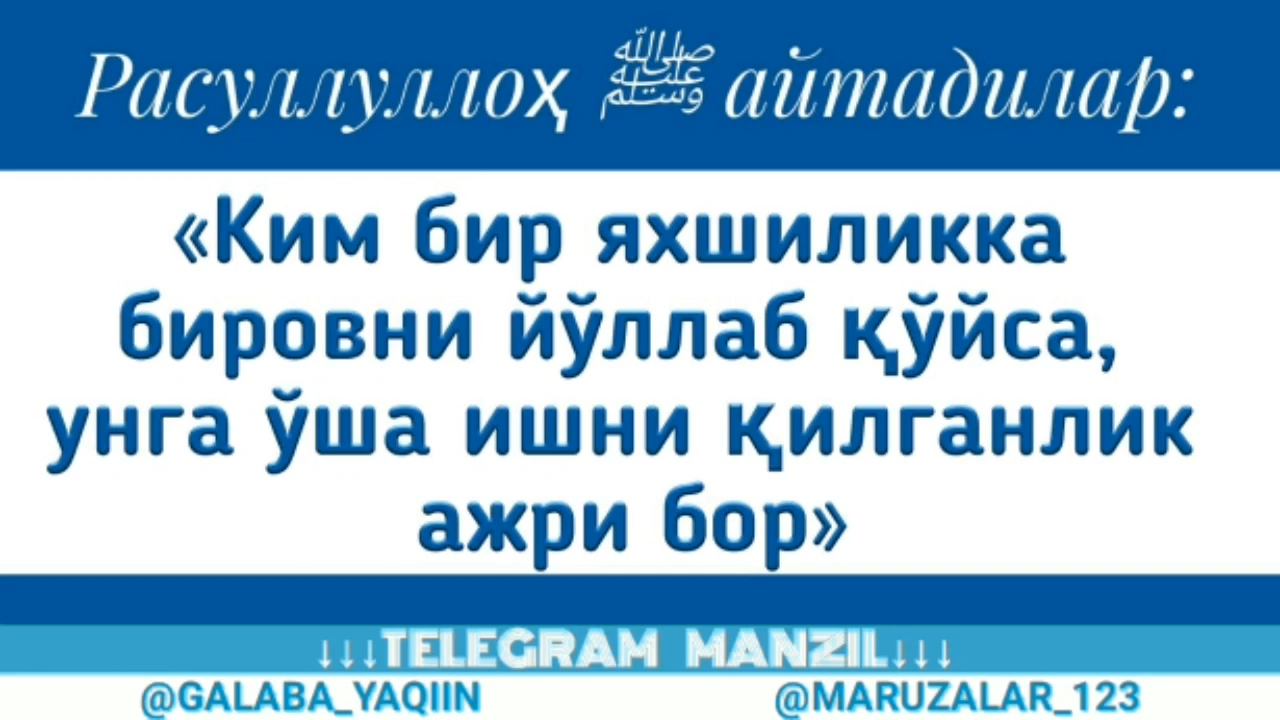 Расуллуллоҳ ﷺ айтадилар:
«Ким бир яхшиликка
бировни йўллаб қўйса,
унга ўша ишни қилганлик
ажри бор»
↓↓↓TELEGRAM MANZIL↓↓↓
@GALABA_YAQIIN @MARUZALAR_123